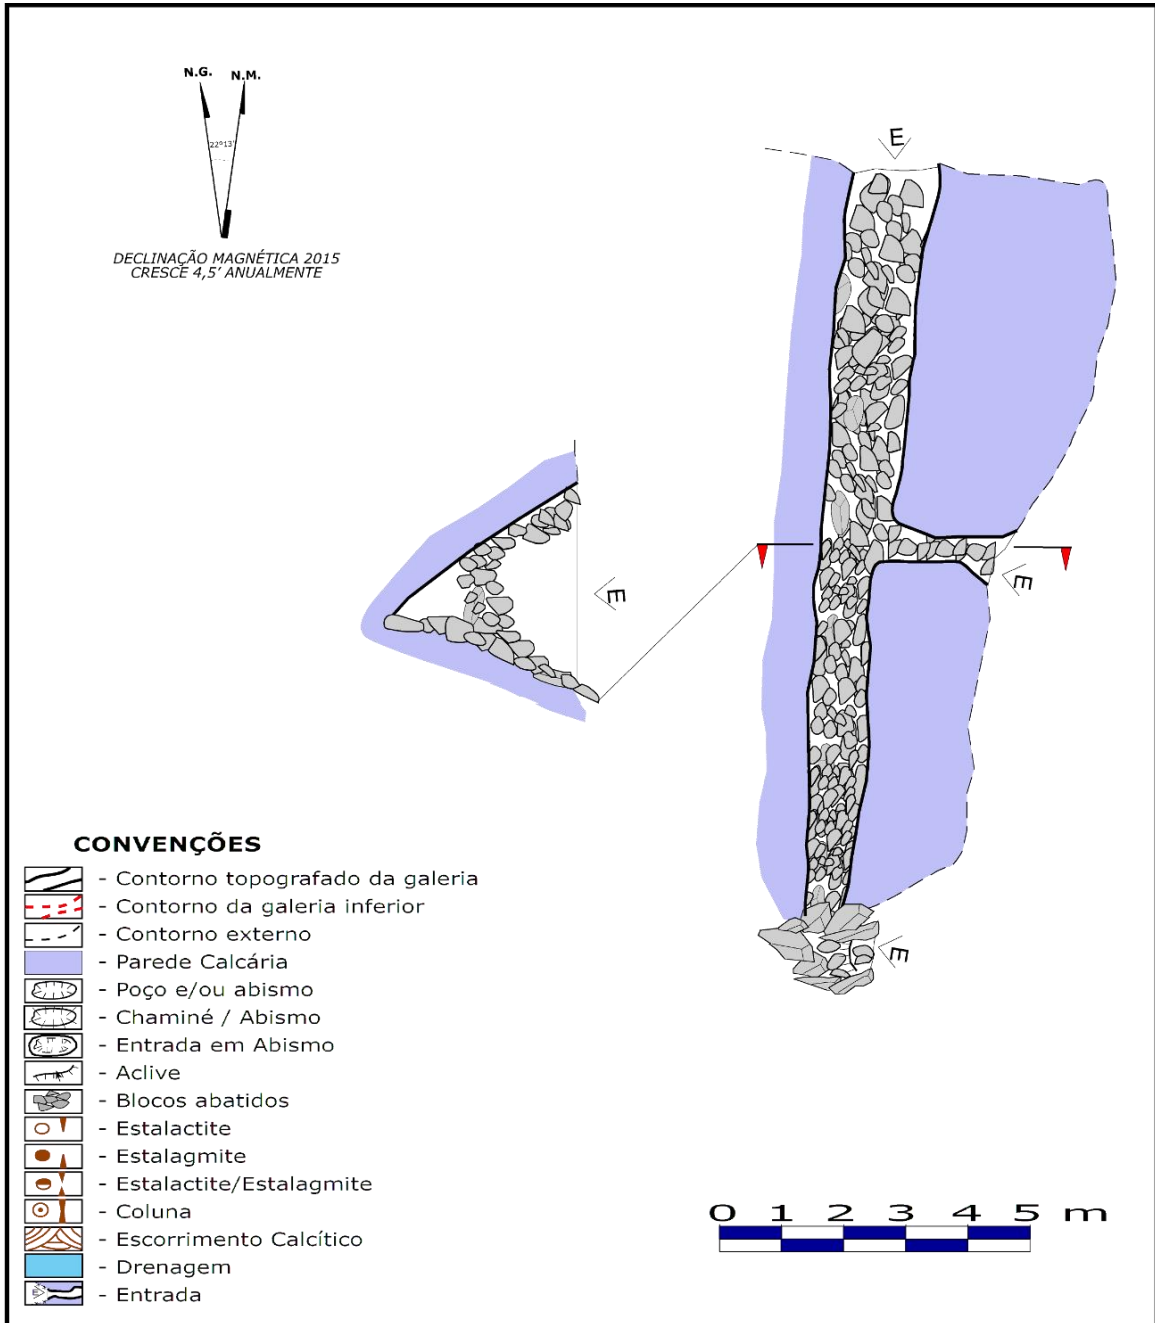 N.G. N.M.
22º13'
DECLINAÇÃO MAGNÉTICA 2015
CRESCE 4,5' ANUALMENTE
E
E
E
E
CONVENÇÕES
- Contorno topografado da galeria
- Contorno da galeria inferior
- Contorno externo
- Parede Calcária
- Poço e/ou abismo
- Chaminé / Abismo
- Entrada em Abismo
- Aclive
- Blocos abatidos
- Estalactite
- Estalagmite
- Estalactite/Estalagmite
- Coluna
- Escorrimento Calcítico
- Drenagem
- Entrada
0 1 2 3 4 5 m